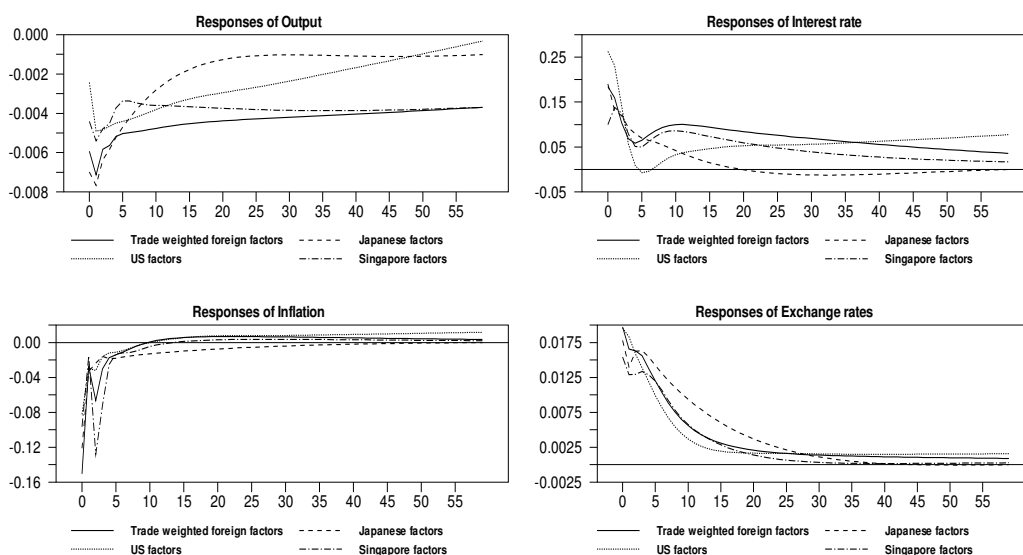 Responses of Output
0.000
-0.002
-0.004
-0.006
-0.008
0 5 10 15 20 25 30 35 40 45 50 55
Trade weighted foreign factors Japanese factors
US factors Singapore factors
Responses of Interest rate
0.25
0.15
0.05
-0.05
0 5 10 15 20 25 30 35 40 45 50 55
Trade weighted foreign factors Japanese factors
US factors Singapore factors
Responses of Inflation
0.00
-0.04
-0.08
-0.12
-0.16
0 5 10 15 20 25 30 35 40 45 50 55
Trade weighted foreign factors Japanese factors
US factors Singapore factors
Responses of Exchange rates
0.0175
0.0125
0.0075
0.0025
-0.0025
0 5 10 15 20 25 30 35 40 45 50 55
Trade weighted foreign factors Japanese factors
US factors Singapore factors